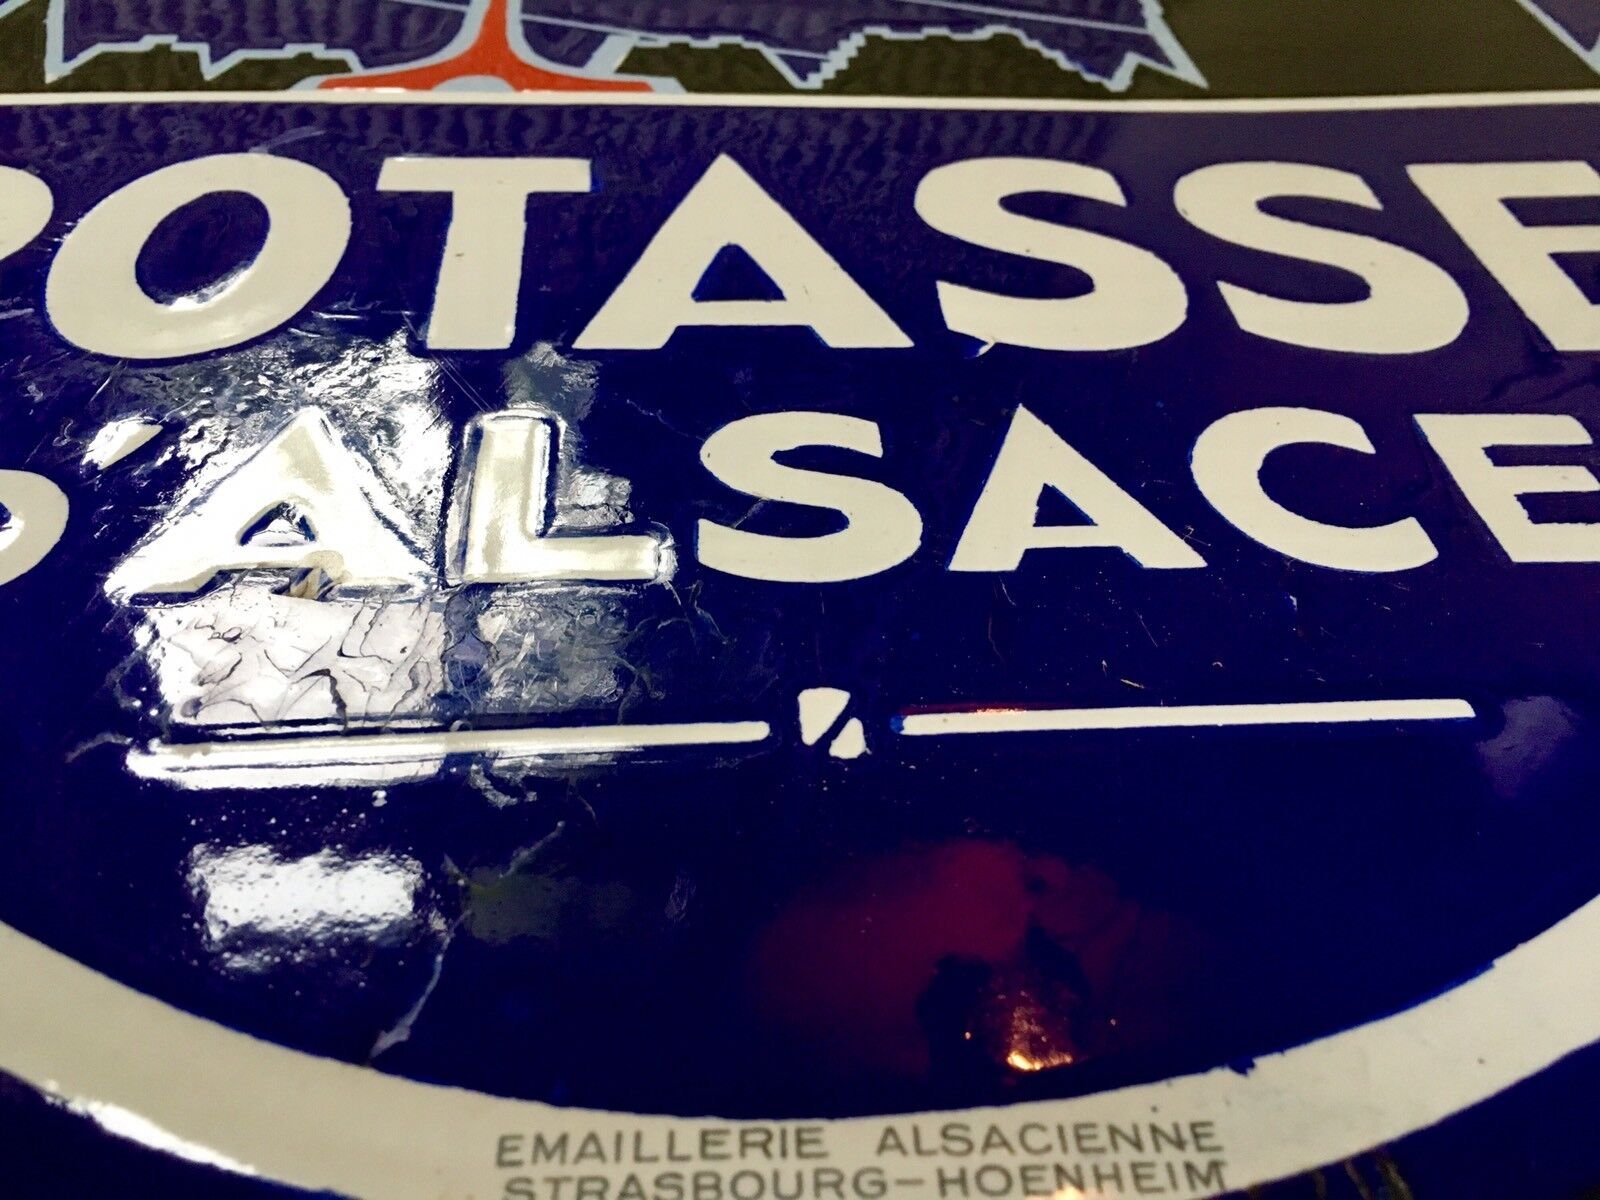 POTASSE
D'ALSACE
EMAILLERIE ALSACIENNE
STRASBOURG-HOENHEIM